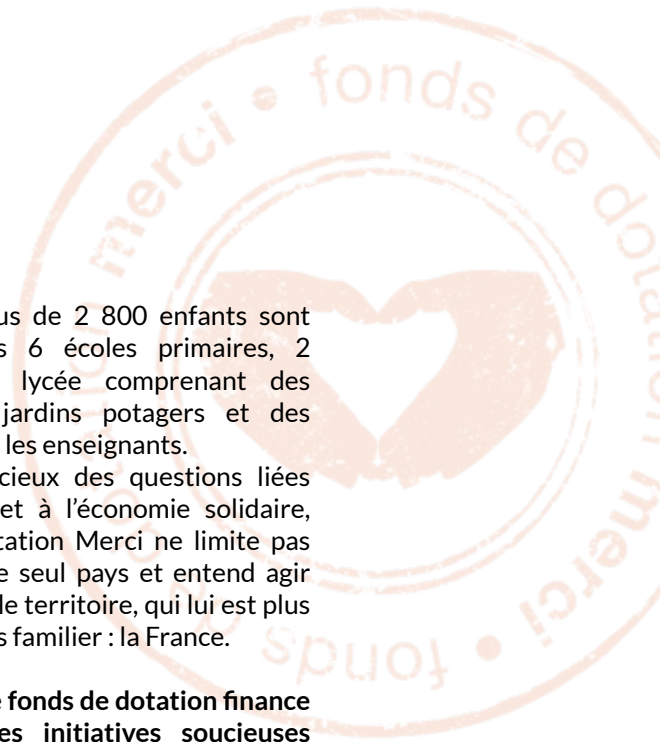 merci • fonds de dotation merci • fonds de dotation
us de 2 800 enfants sont
s 6 écoles primaires, 2
lycée comprenant des
jardins potagers et des
les enseignants.
cieux des questions liées
et à l’économie solidaire,
tation Merci ne limite pas
e seul pays et entend agir
le territoire, qui lui est plus
s familier : la France.
e fonds de dotation finance
es initiatives soucieuses